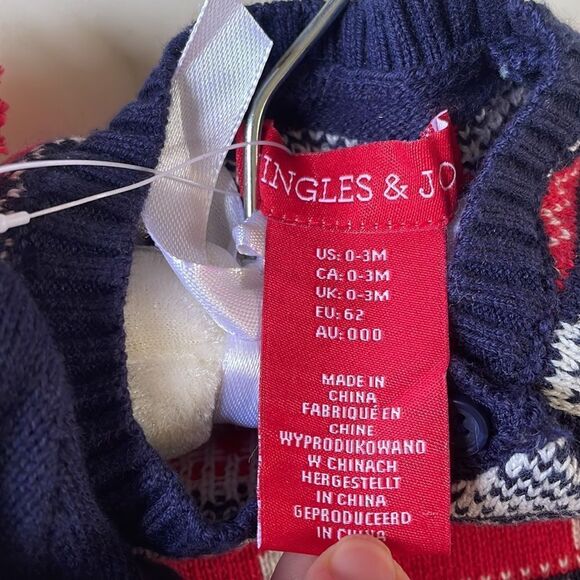 INGLES & JO
US: 0-3M
CA: 0-3M
UK: 0-3M
EU: 62
AU: 000
MADE IN
CHINA
FABRIQUÉ EN
CHINE
WYPRODUKOWANO
W CHINACH
HERGESTELLT
IN CHINA
GEPRODUCEERD
IN CHINA